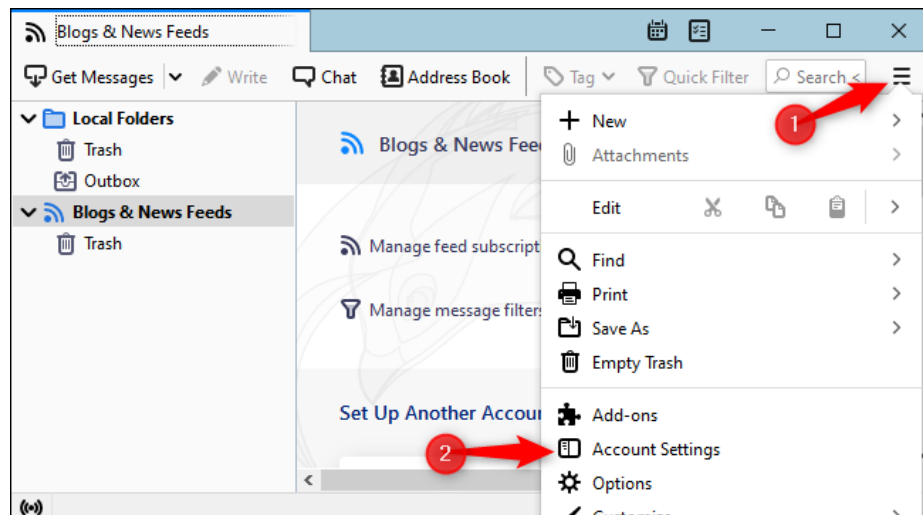 Blogs & News Feeds
Get Messages Write Chat Address Book Tag Quick Filter Search <
Local Folders
Trash
Outbox
Blogs & News Feeds
Trash
Blogs & News Fee
Manage feed subscript
Manage message filters
Set Up Another Accou
1
New
Attachments
Edit
Find
Print
Save As
Empty Trash
Add-ons
2
Account Settings
Options